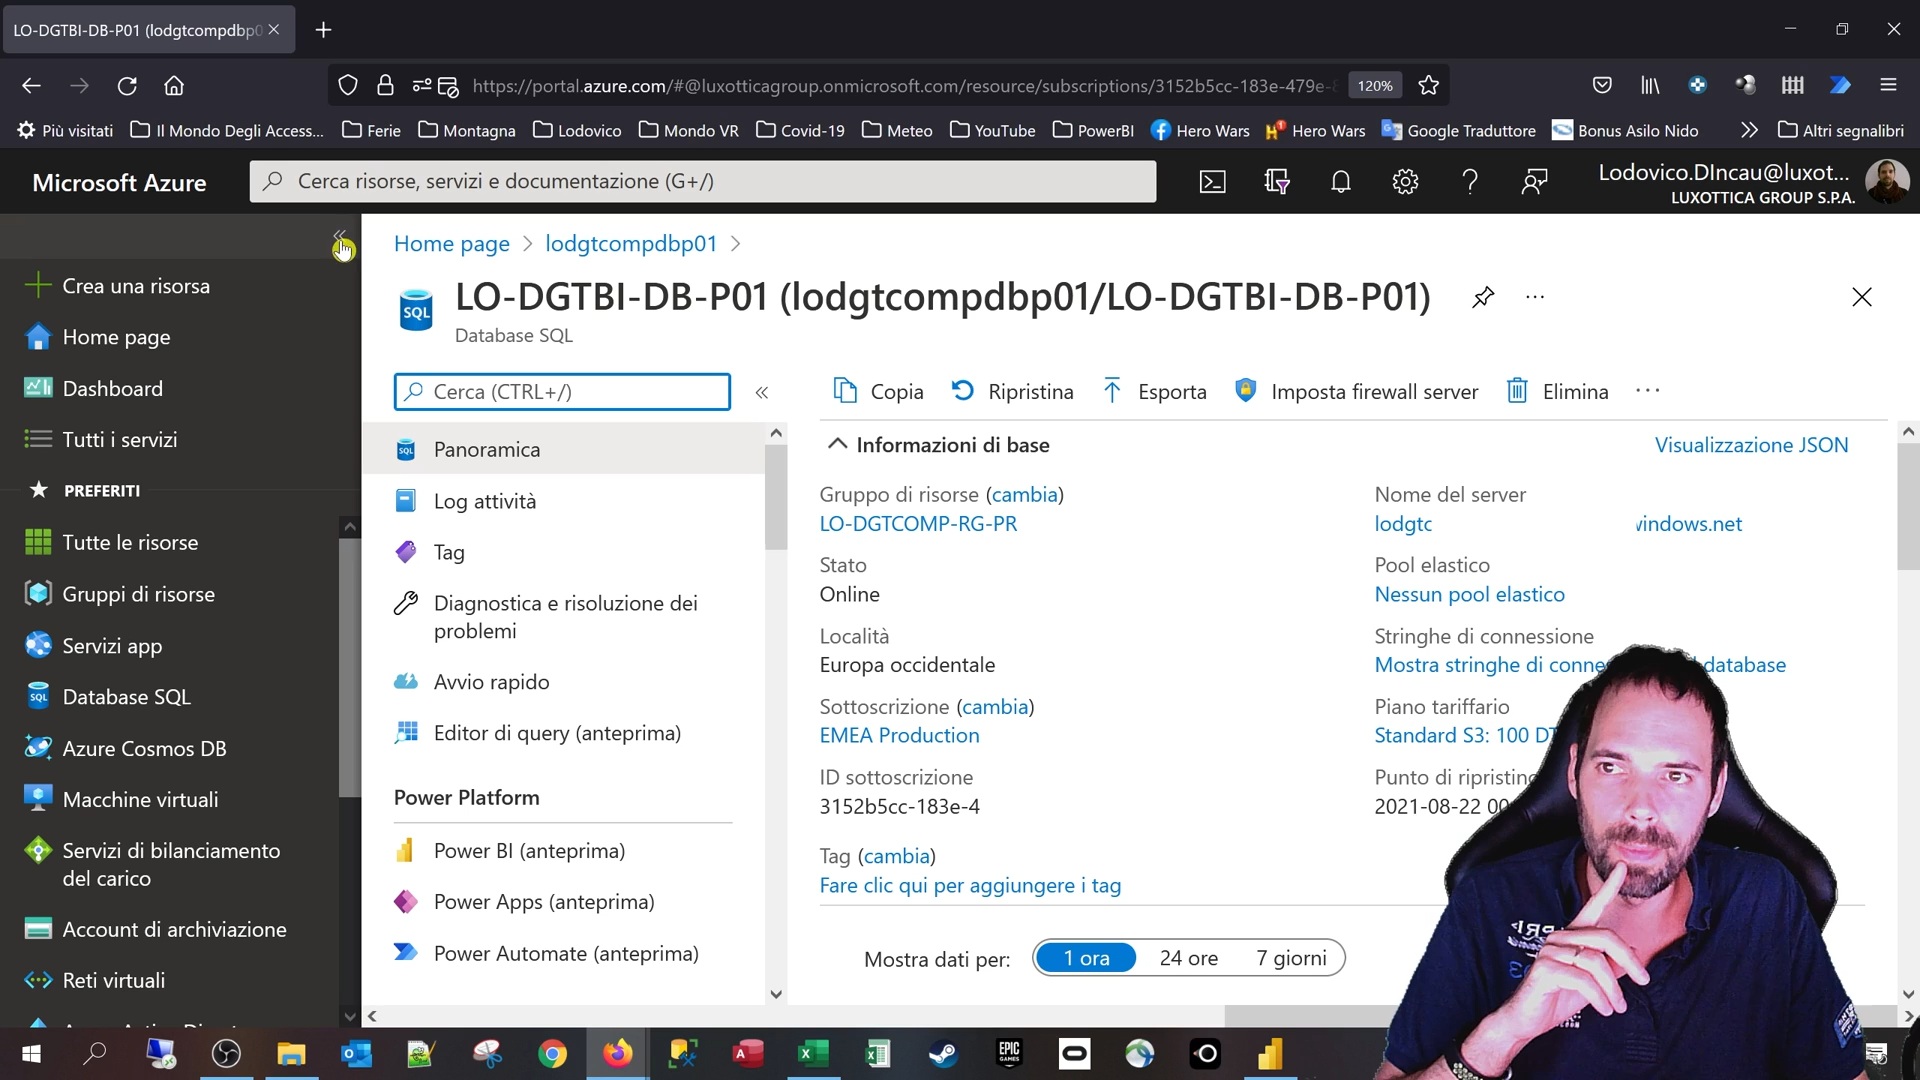 LO-DGTBI-DB-P01 (lodgtcompdbp0
https://portal.azure.com/#@luxotticagroup.onmicrosoft.com/resource/subscriptions/3152b5cc-183e-479e-8
120%
Più visitati
Il Mondo Degli Access...
Ferie
Montagna
Lodovico
Mondo VR
Covid-19
Meteo
YouTube
PowerBI
Hero Wars
Hero Wars
Google Traduttore
Bonus Asilo Nido
Altri segnalibri
Microsoft Azure
Cerca risorse, servizi e documentazione (G+/)
Lodovico.DIncau@luxot...
LUXOTTICA GROUP S.P.A.
Crea una risorsa
Home page
Dashboard
Tutti i servizi
PREFERITI
Tutte le risorse
Gruppi di risorse
Servizi app
Database SQL
Azure Cosmos DB
Macchine virtuali
Servizi di bilanciamento
del carico
Account di archiviazione
Reti virtuali
Home page > lodgtcompdbp01 >
SQL
LO-DGTBI-DB-P01 (lodgtcompdbp01/LO-DGTBI-DB-P01)
Database SQL
Cerca (CTRL+/)
Panoramica
Log attività
Tag
Diagnostica e risoluzione dei
problemi
Avvio rapido
Editor di query (anteprima)
Power Platform
Power BI (anteprima)
Power Apps (anteprima)
Power Automate (anteprima)
Copia
Ripristina
Esporta
Imposta firewall server
Elimina
Informazioni di base
Visualizzazione JSON
Gruppo di risorse (cambia)
LO-DGTCOMP-RG-PR
Stato
Online
Località
Europa occidentale
Sottoscrizione (cambia)
EMEA Production
ID sottoscrizione
3152b5cc-183e-4
Tag (cambia)
Fare clic qui per aggiungere i tag
Nome del server
lodgtc vindows.net
Pool elastico
Nessun pool elastico
Stringhe di connessione
Mostra stringhe di conne database
Piano tariffario
Standard S3: 100 DT
Punto di ripristino
2021-08-22 00
Mostra dati per:
1 ora
24 ore
7 giorni
EPIC
GAMES